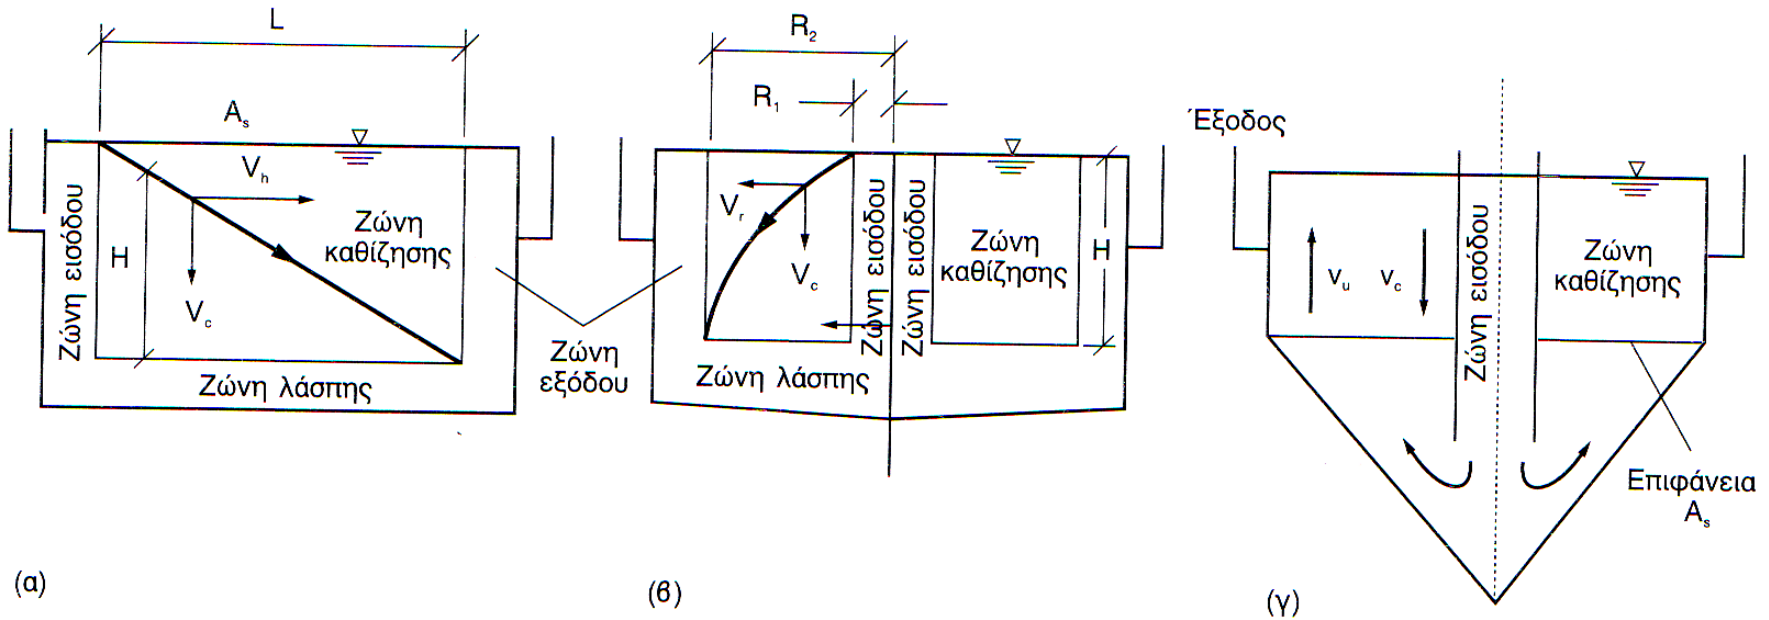 L
A_s
V_h
Ζώνη εισόδου
H
Ζώνη
καθίζησης
V_c
Ζώνη λάσπης
(α)
Ζώνη
εξόδου
R_2
R_1
V_r
V_c
Ζώνη εισόδου
Ζώνη εισόδου
Ζώνη
καθίζησης
H
Ζώνη λάσπης
(β)
Έξοδος
v_u
v_c
Ζώνη εισόδου
Ζώνη
καθίζησης
Επιφάνεια
A_s
(γ)